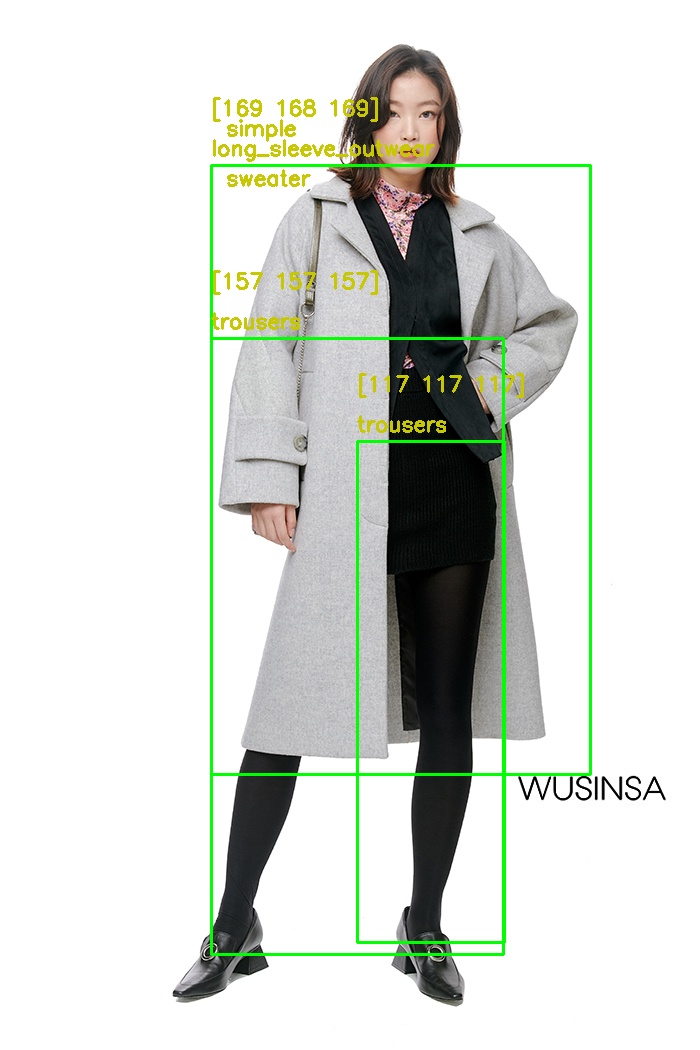 [169 168 169]
simple
long_sleeve_outwear
sweater
[157 157 157]
trousers
[117 117 117]
trousers
WUSINSA